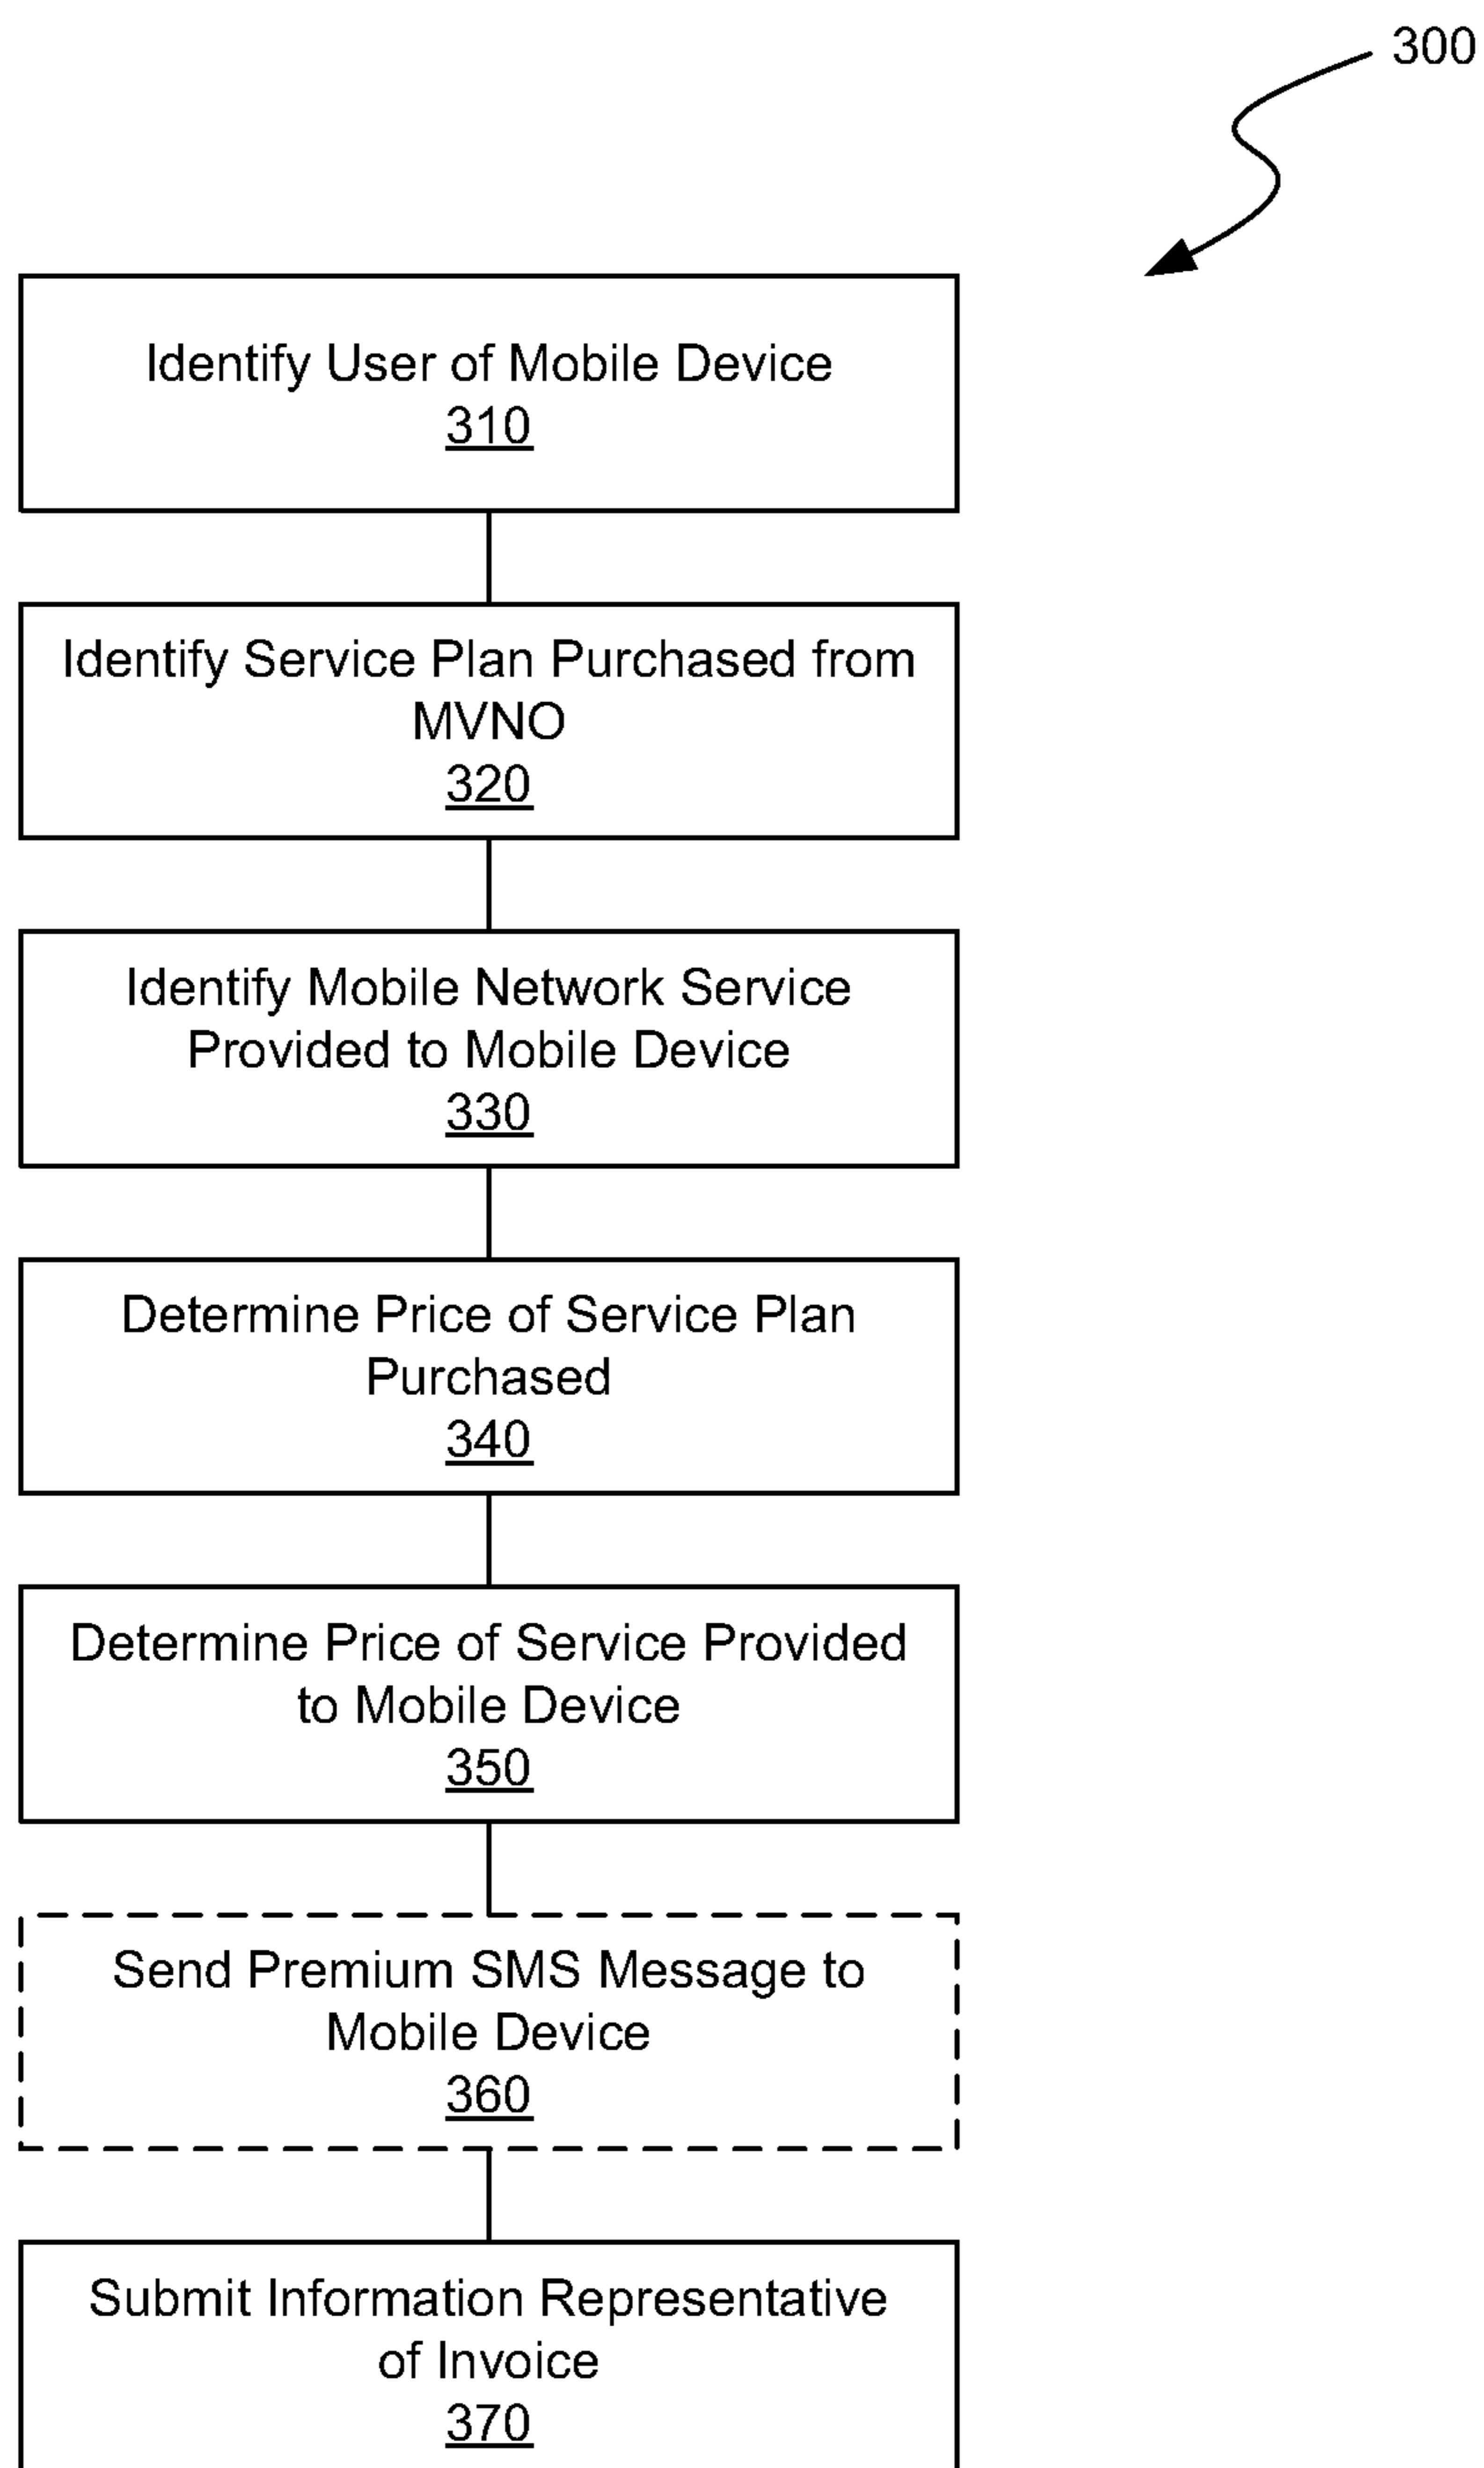 300
Identify User of Mobile Device
310
Identify Service Plan Purchased from
MVNO
320
Identify Mobile Network Service
Provided to Mobile Device
330
Determine Price of Service Plan
Purchased
340
Determine Price of Service Provided
to Mobile Device
350
Send Premium SMS Message to
Mobile Device
360
Submit Information Representative
of Invoice
370